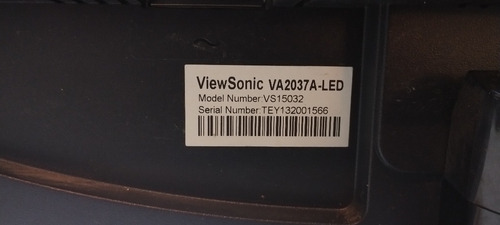 ViewSonic VA2037A-LED
Model Number VS15032
Serial Number TEY132001566